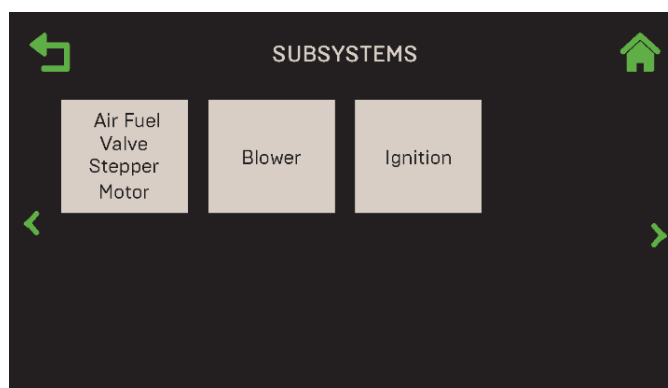 SUBSYSTEMS
Air Fuel
Valve
Stepper
Motor
Blower
Ignition